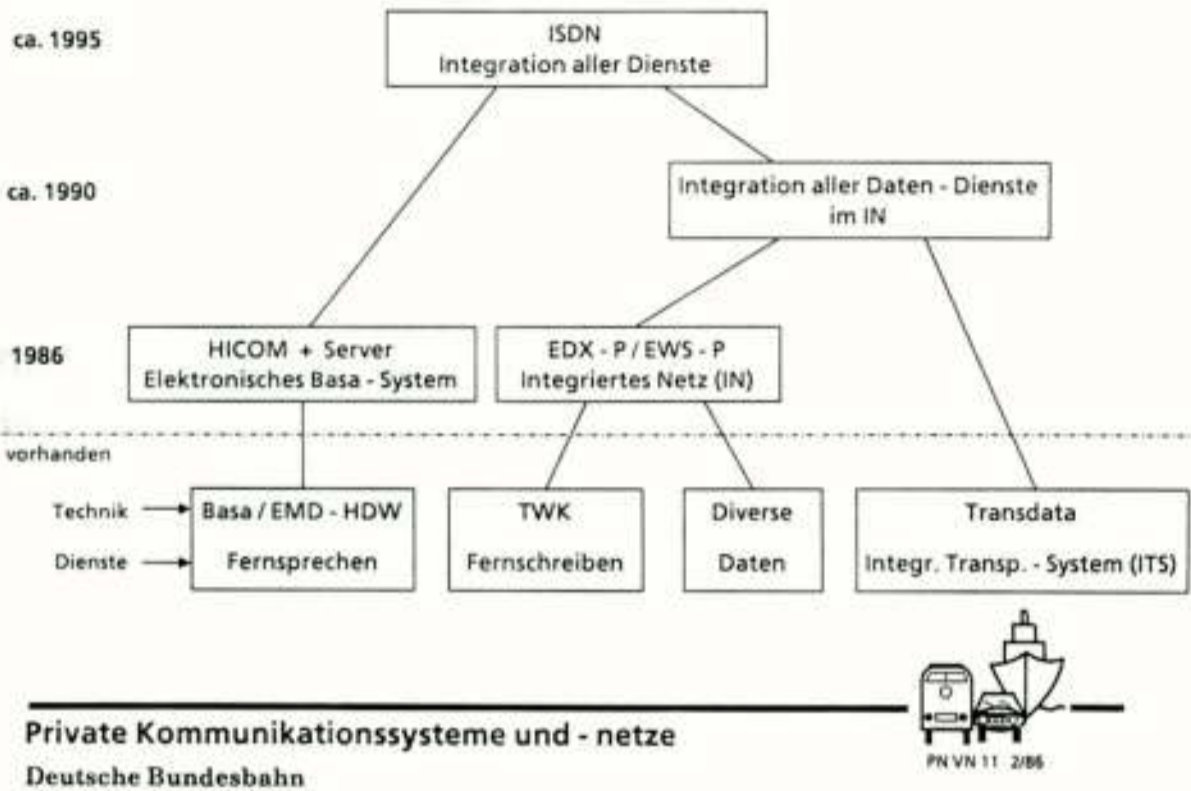 ca. 1995
ISDN
Integration aller Dienste
ca. 1990
Integration aller Daten - Dienste
im IN
1986
HICOM + Server
Elektronisches Basa - System
EDX - P / EWS - P
Integriertes Netz (IN)
vorhanden
Technik
Basa / EMD - HDW
TWK
Diverse
Transdata
Dienste
Fernsprechen
Fernschreiben
Daten
Integr. Transp. - System (ITS)
Private Kommunikationssysteme und - netze
Deutsche Bundesbahn
PN VN 11 2/86